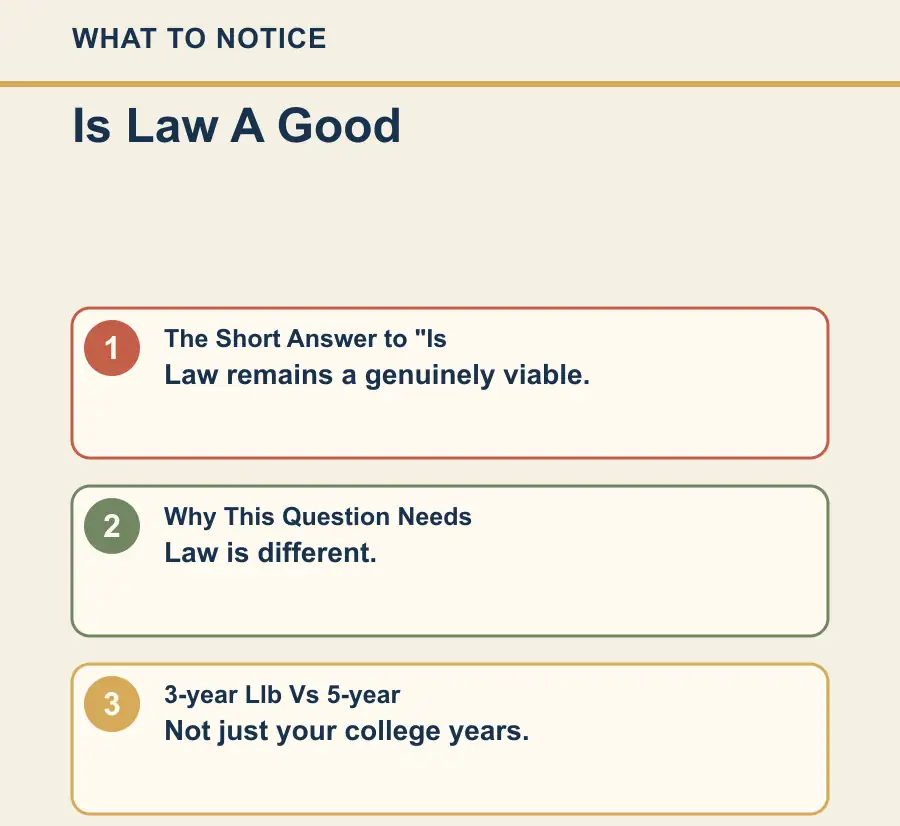 WHAT TO NOTICE
Is Law A Good
1
The Short Answer to "Is
Law remains a genuinely viable.
2
Why This Question Needs
Law is different.
3
3-year Llb Vs 5-year
Not just your college years.